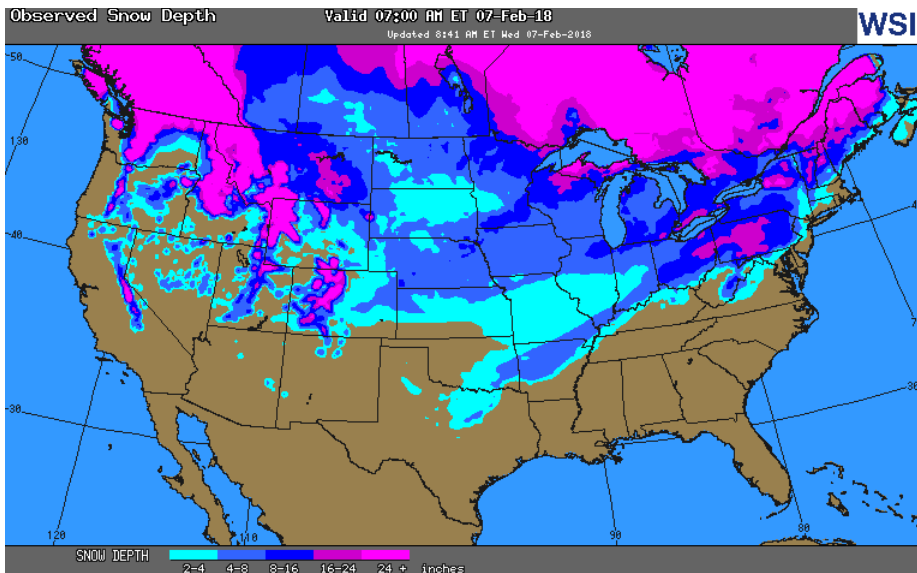 Observed Snow Depth
Valid 07:00 AM ET 07-Feb-18
Updated 8:41 AM ET Wed 07-Feb-2018
WSI
50
130
40
30
120
110
90
80
SNOW DEPTH
2-4 4-8 8-16 16-24 24 + inches